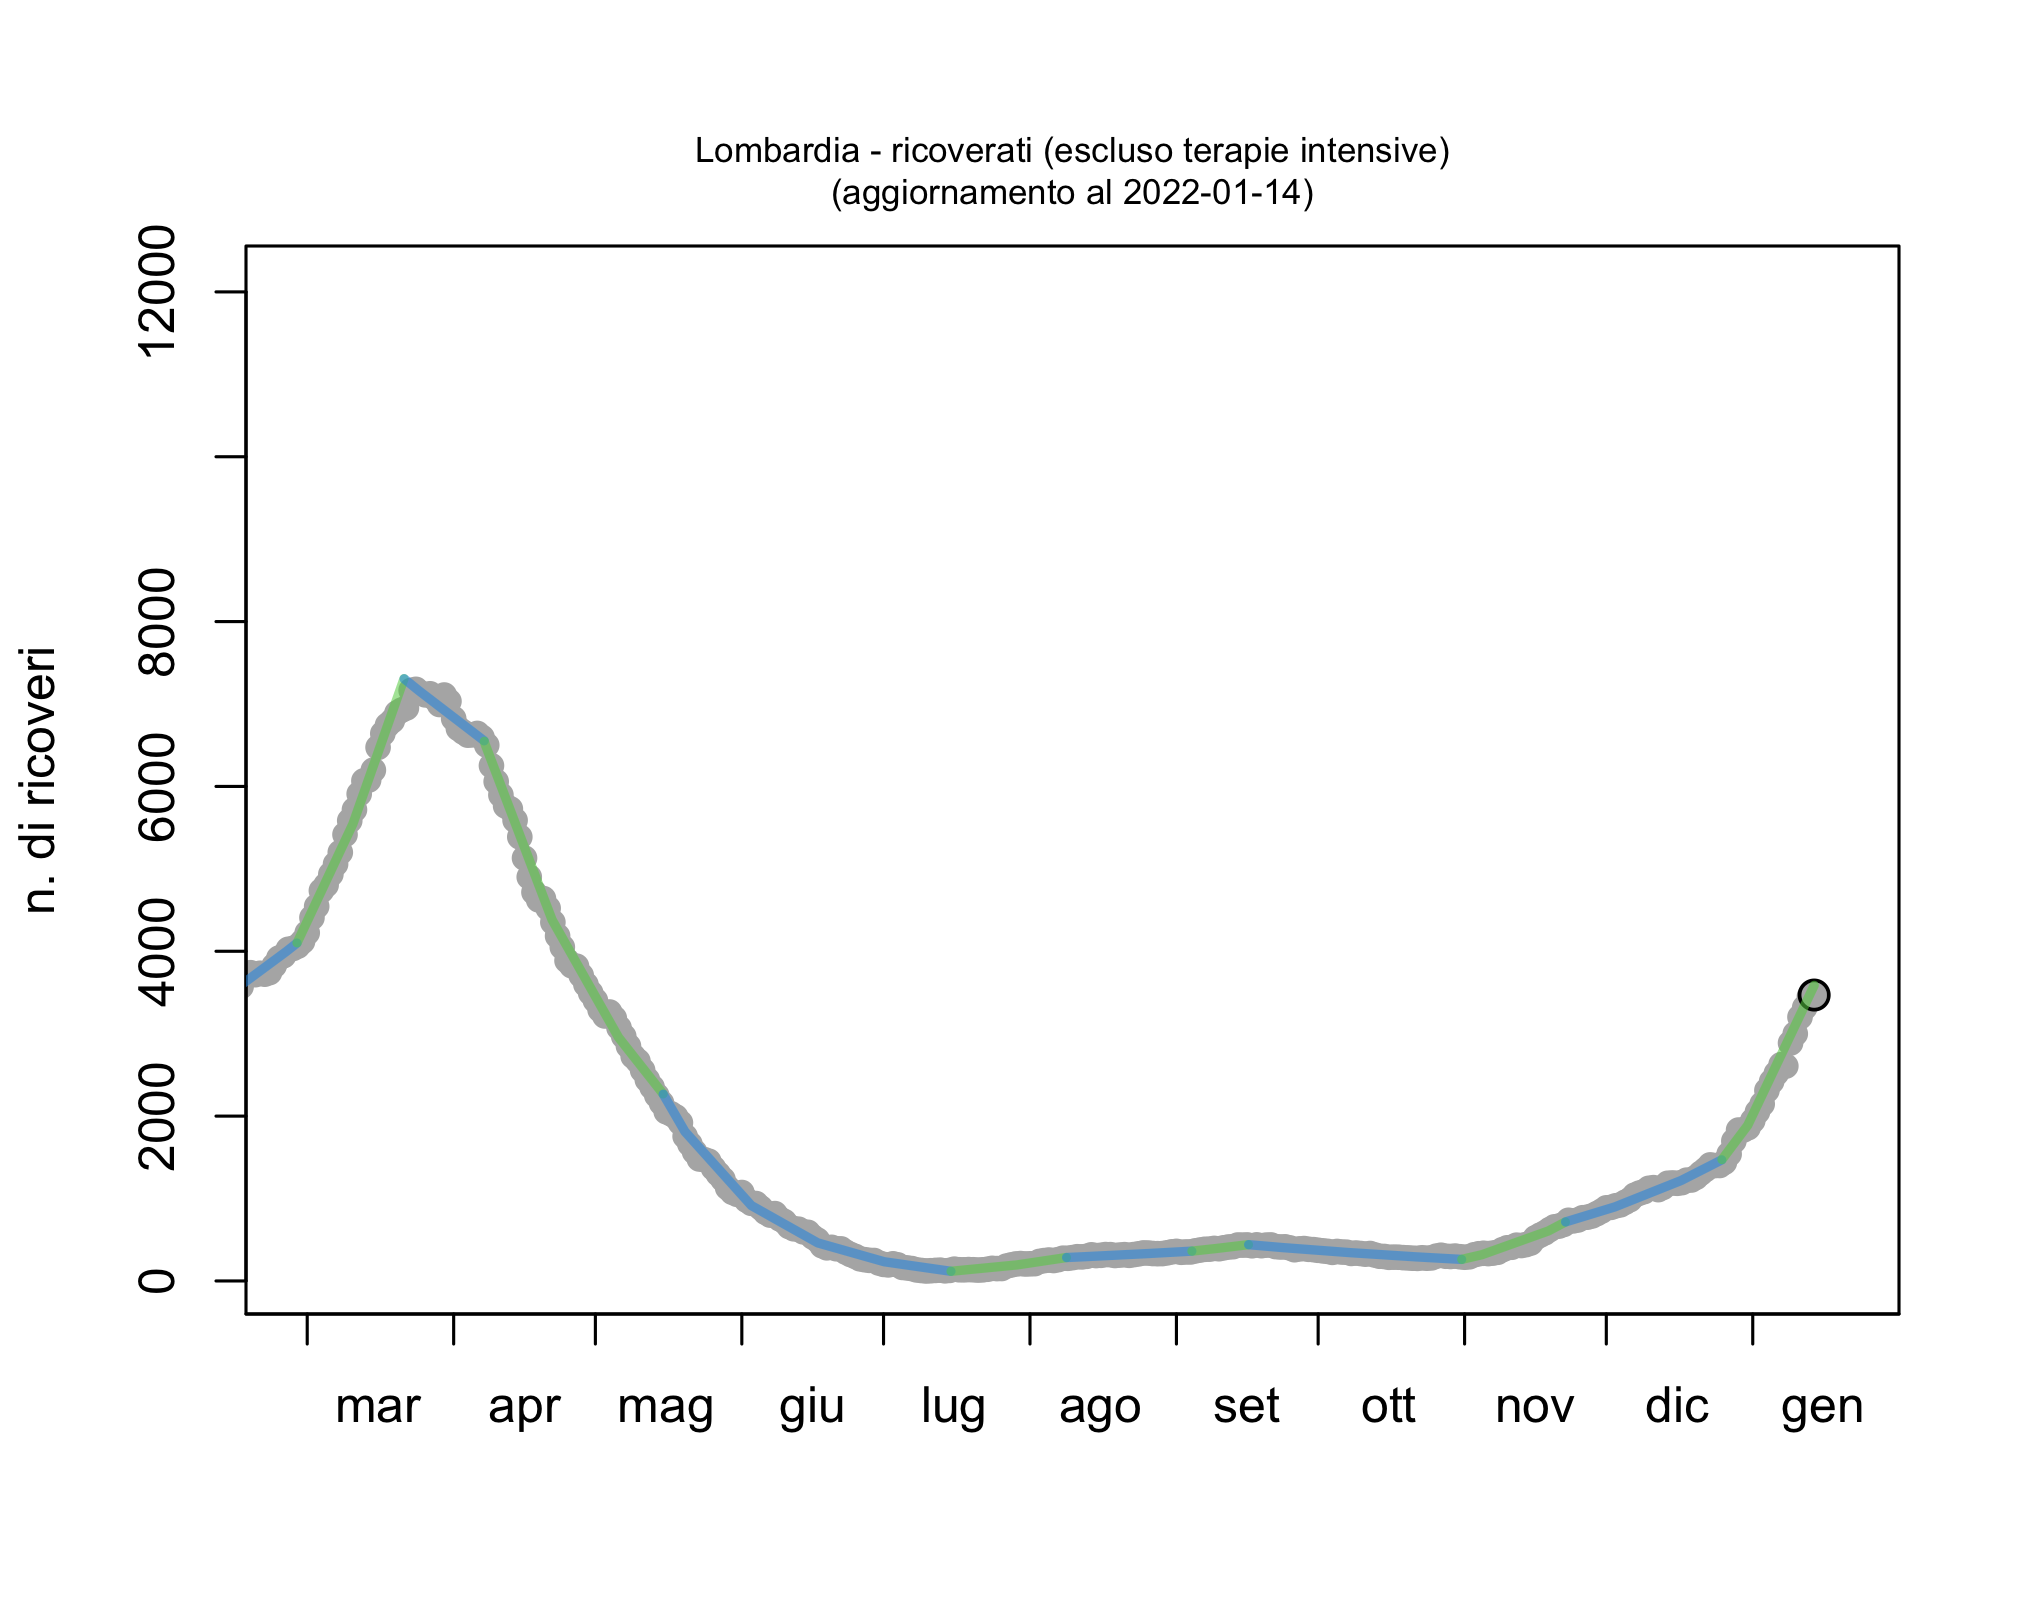 Lombardia - ricoverati (escluso terapie intensive)
(aggiornamento al 2022-01-14)
n. di ricoveri
12000
8000
6000
4000
2000
0
mar apr mag giu lug ago set ott nov dic gen